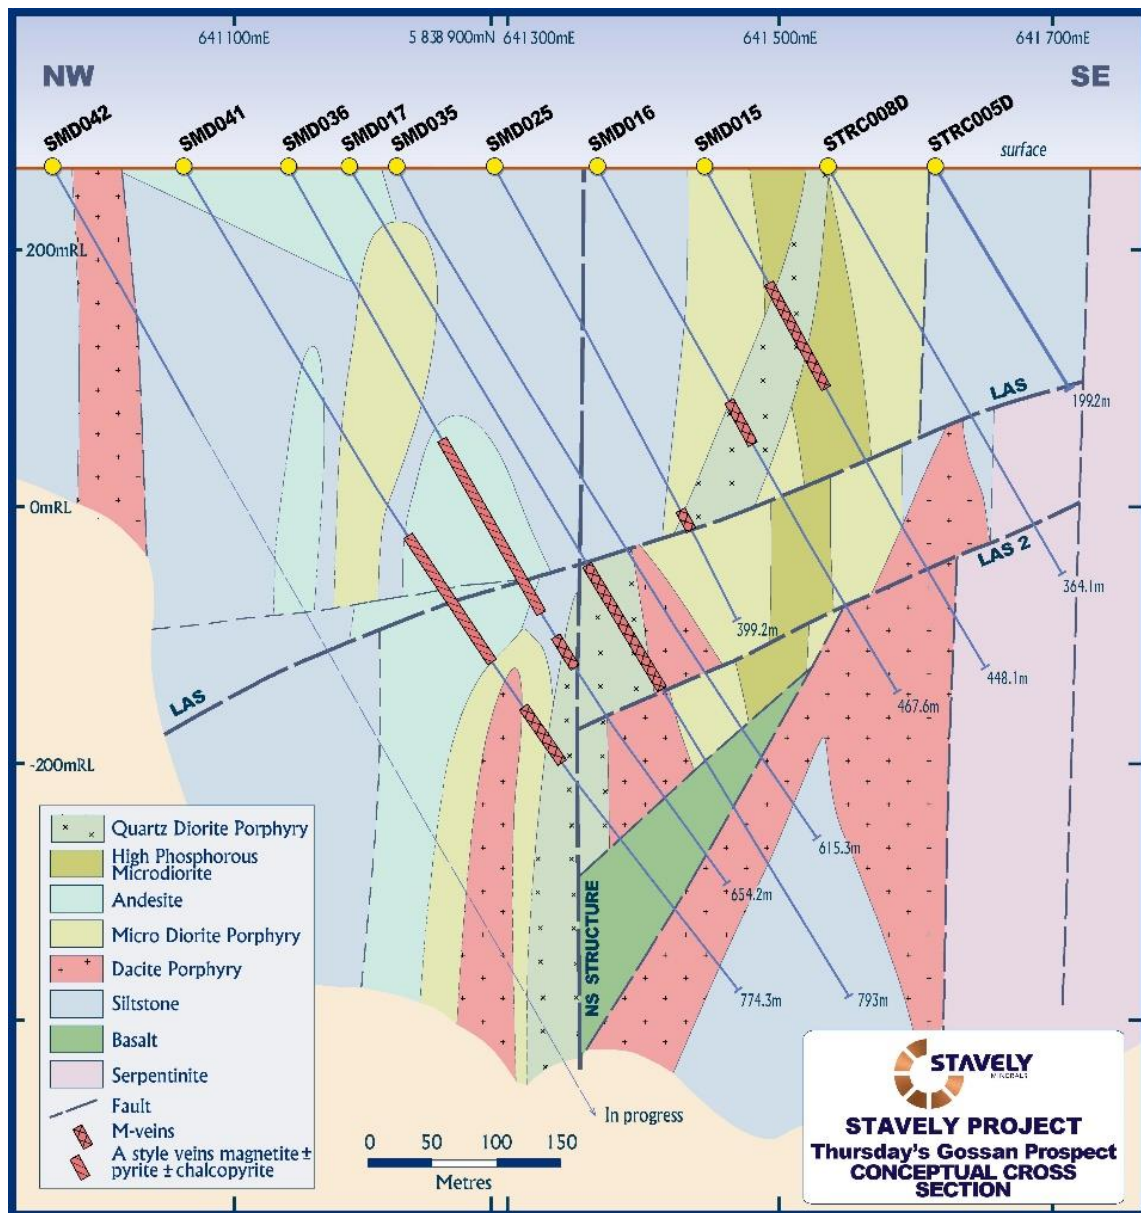 641 100mE
5 838 900mN
641 300mE
641 500mE
641 700mE
NW
SE
SMD042
SMD041
SMD036
SMD017
SMD035
SMD025
SMD016
SMD015
STRC008D
STRC005D
surface
200mRL
LAS
199.2m
0mRL
LAS 2
364.1m
399.2m
448.1m
LAS
467.6m
-200mRL
615.3m
654.2m
NS STRUCTURE
774.3m
793m
In progress
Quartz Diorite Porphyry
High Phosphorous
Microdiorite
Andesite
Micro Diorite Porphyry
Dacite Porphyry
Siltstone
Basalt
Serpentinite
Fault
M-veins
A style veins magnetite ±
pyrite ± chalcopyrite
0 50 100 150
Metres
STAVELY
MINERALS
STAVELY PROJECT
Thursday's Gossan Prospect
CONCEPTUAL CROSS
SECTION